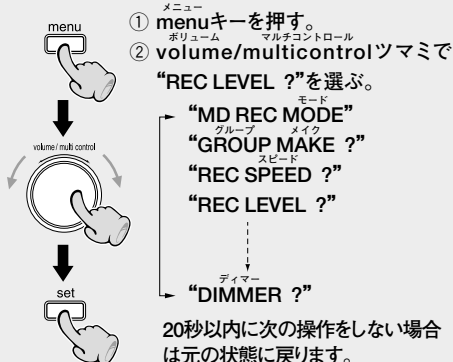 menu
volume/multi control
set
メニュー
① menuキーを押す。
ボリューム マルチコントロール
② volume/multicontrolツマミで
“REC LEVEL ?”を選ぶ。
モード
“MD REC MODE”
グループ メイク
“GROUP MAKE ?”
スピード
“REC SPEED ?”
“REC LEVEL ?”
ディマー
“DIMMER ?”
20秒以内に次の操作をしない場合
は元の状態に戻ります。